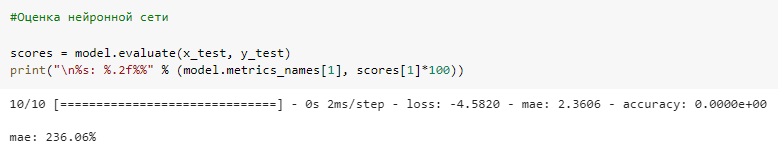 #Оценка нейронной сети
scores = model.evaluate(x_test, y_test)
print("\n%s: %.2f%%" % (model.metrics_names[1], scores[1]*100))
10/10 [==============================] - 0s 2ms/step - loss: -4.5820 - mae: 2.3606 - accuracy: 0.0000e+00
mae: 236.06%